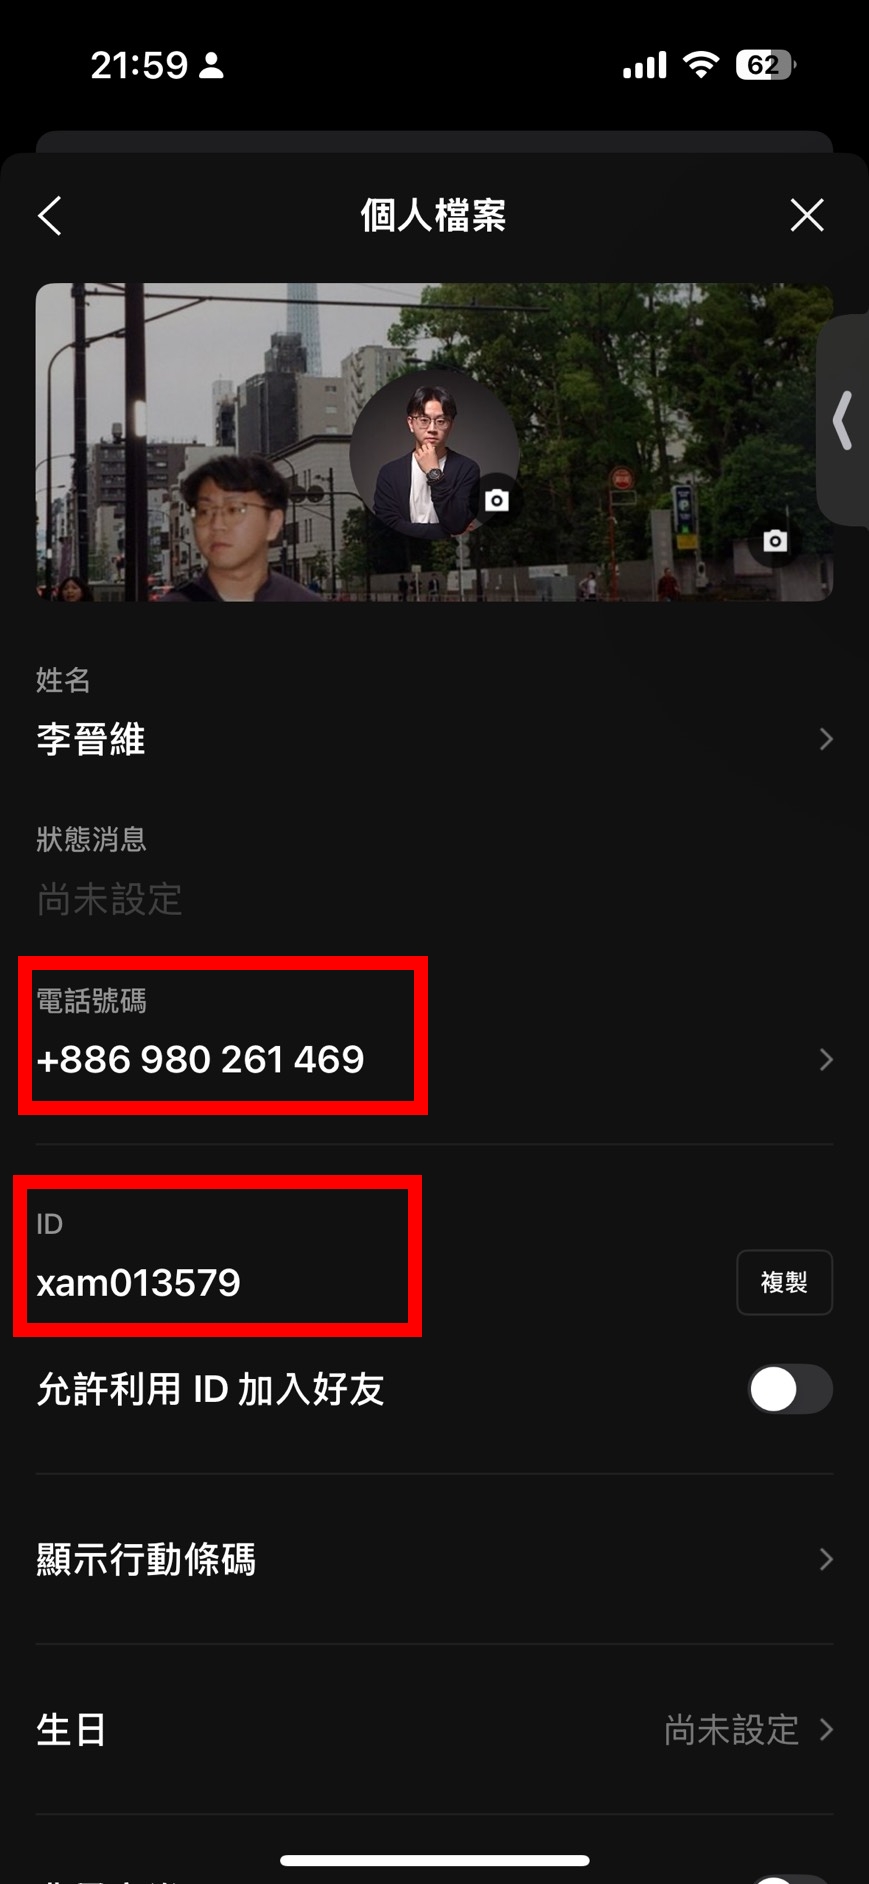 21:59
62
個人檔案
姓名
李晉維
狀態消息
尚未設定
電話號碼
+886 980 261 469
ID
xam013579
複製
允許利用 ID 加入好友
顯示行動條碼
生日
尚未設定